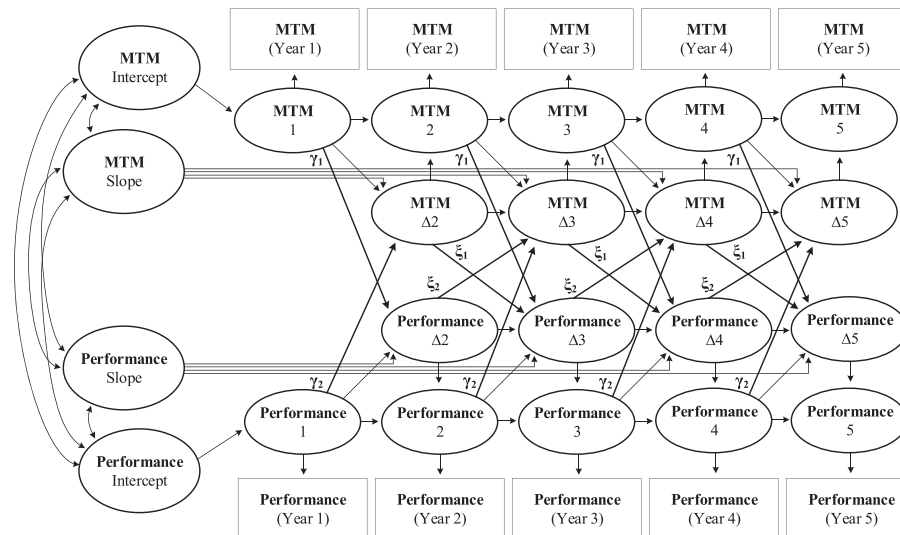 MTM
(Year 1)
MTM
(Year 2)
MTM
(Year 3)
MTM
(Year 4)
MTM
(Year 5)
MTM
Intercept
MTM
1
MTM
2
MTM
3
MTM
4
MTM
5
γ₁
γ₁
γ₁
γ₁
MTM
Slope
MTM
Δ2
MTM
Δ3
MTM
Δ4
MTM
Δ5
ξ₁
ξ₁
ξ₁
ξ₂
ξ₂
ξ₂
Performance
Δ2
Performance
Δ3
Performance
Δ4
Performance
Δ5
Performance
Slope
γ₂
γ₂
γ₂
γ₂
Performance
1
Performance
2
Performance
3
Performance
4
Performance
5
Performance
Intercept
Performance
(Year 1)
Performance
(Year 2)
Performance
(Year 3)
Performance
(Year 4)
Performance
(Year 5)